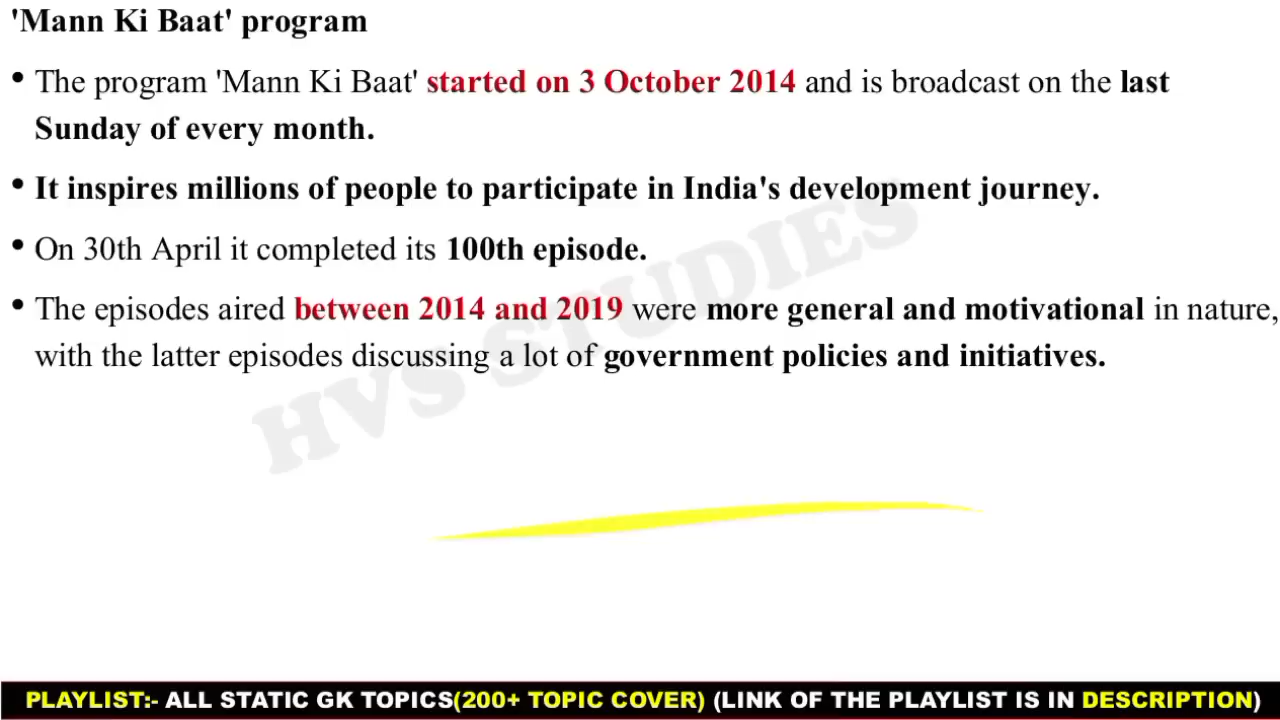 'Mann Ki Baat' program
• The program 'Mann Ki Baat' started on 3 October 2014 and is broadcast on the last
Sunday of every month.
• It inspires millions of people to participate in India's development journey.
• On 30th April it completed its 100th episode.
• The episodes aired between 2014 and 2019 were more general and motivational in nature,
with the latter episodes discussing a lot of government policies and initiatives.
HVS STUDIES
PLAYLIST:- ALL STATIC GK TOPICS(200+ TOPIC COVER) (LINK OF THE PLAYLIST IS IN DESCRIPTION)